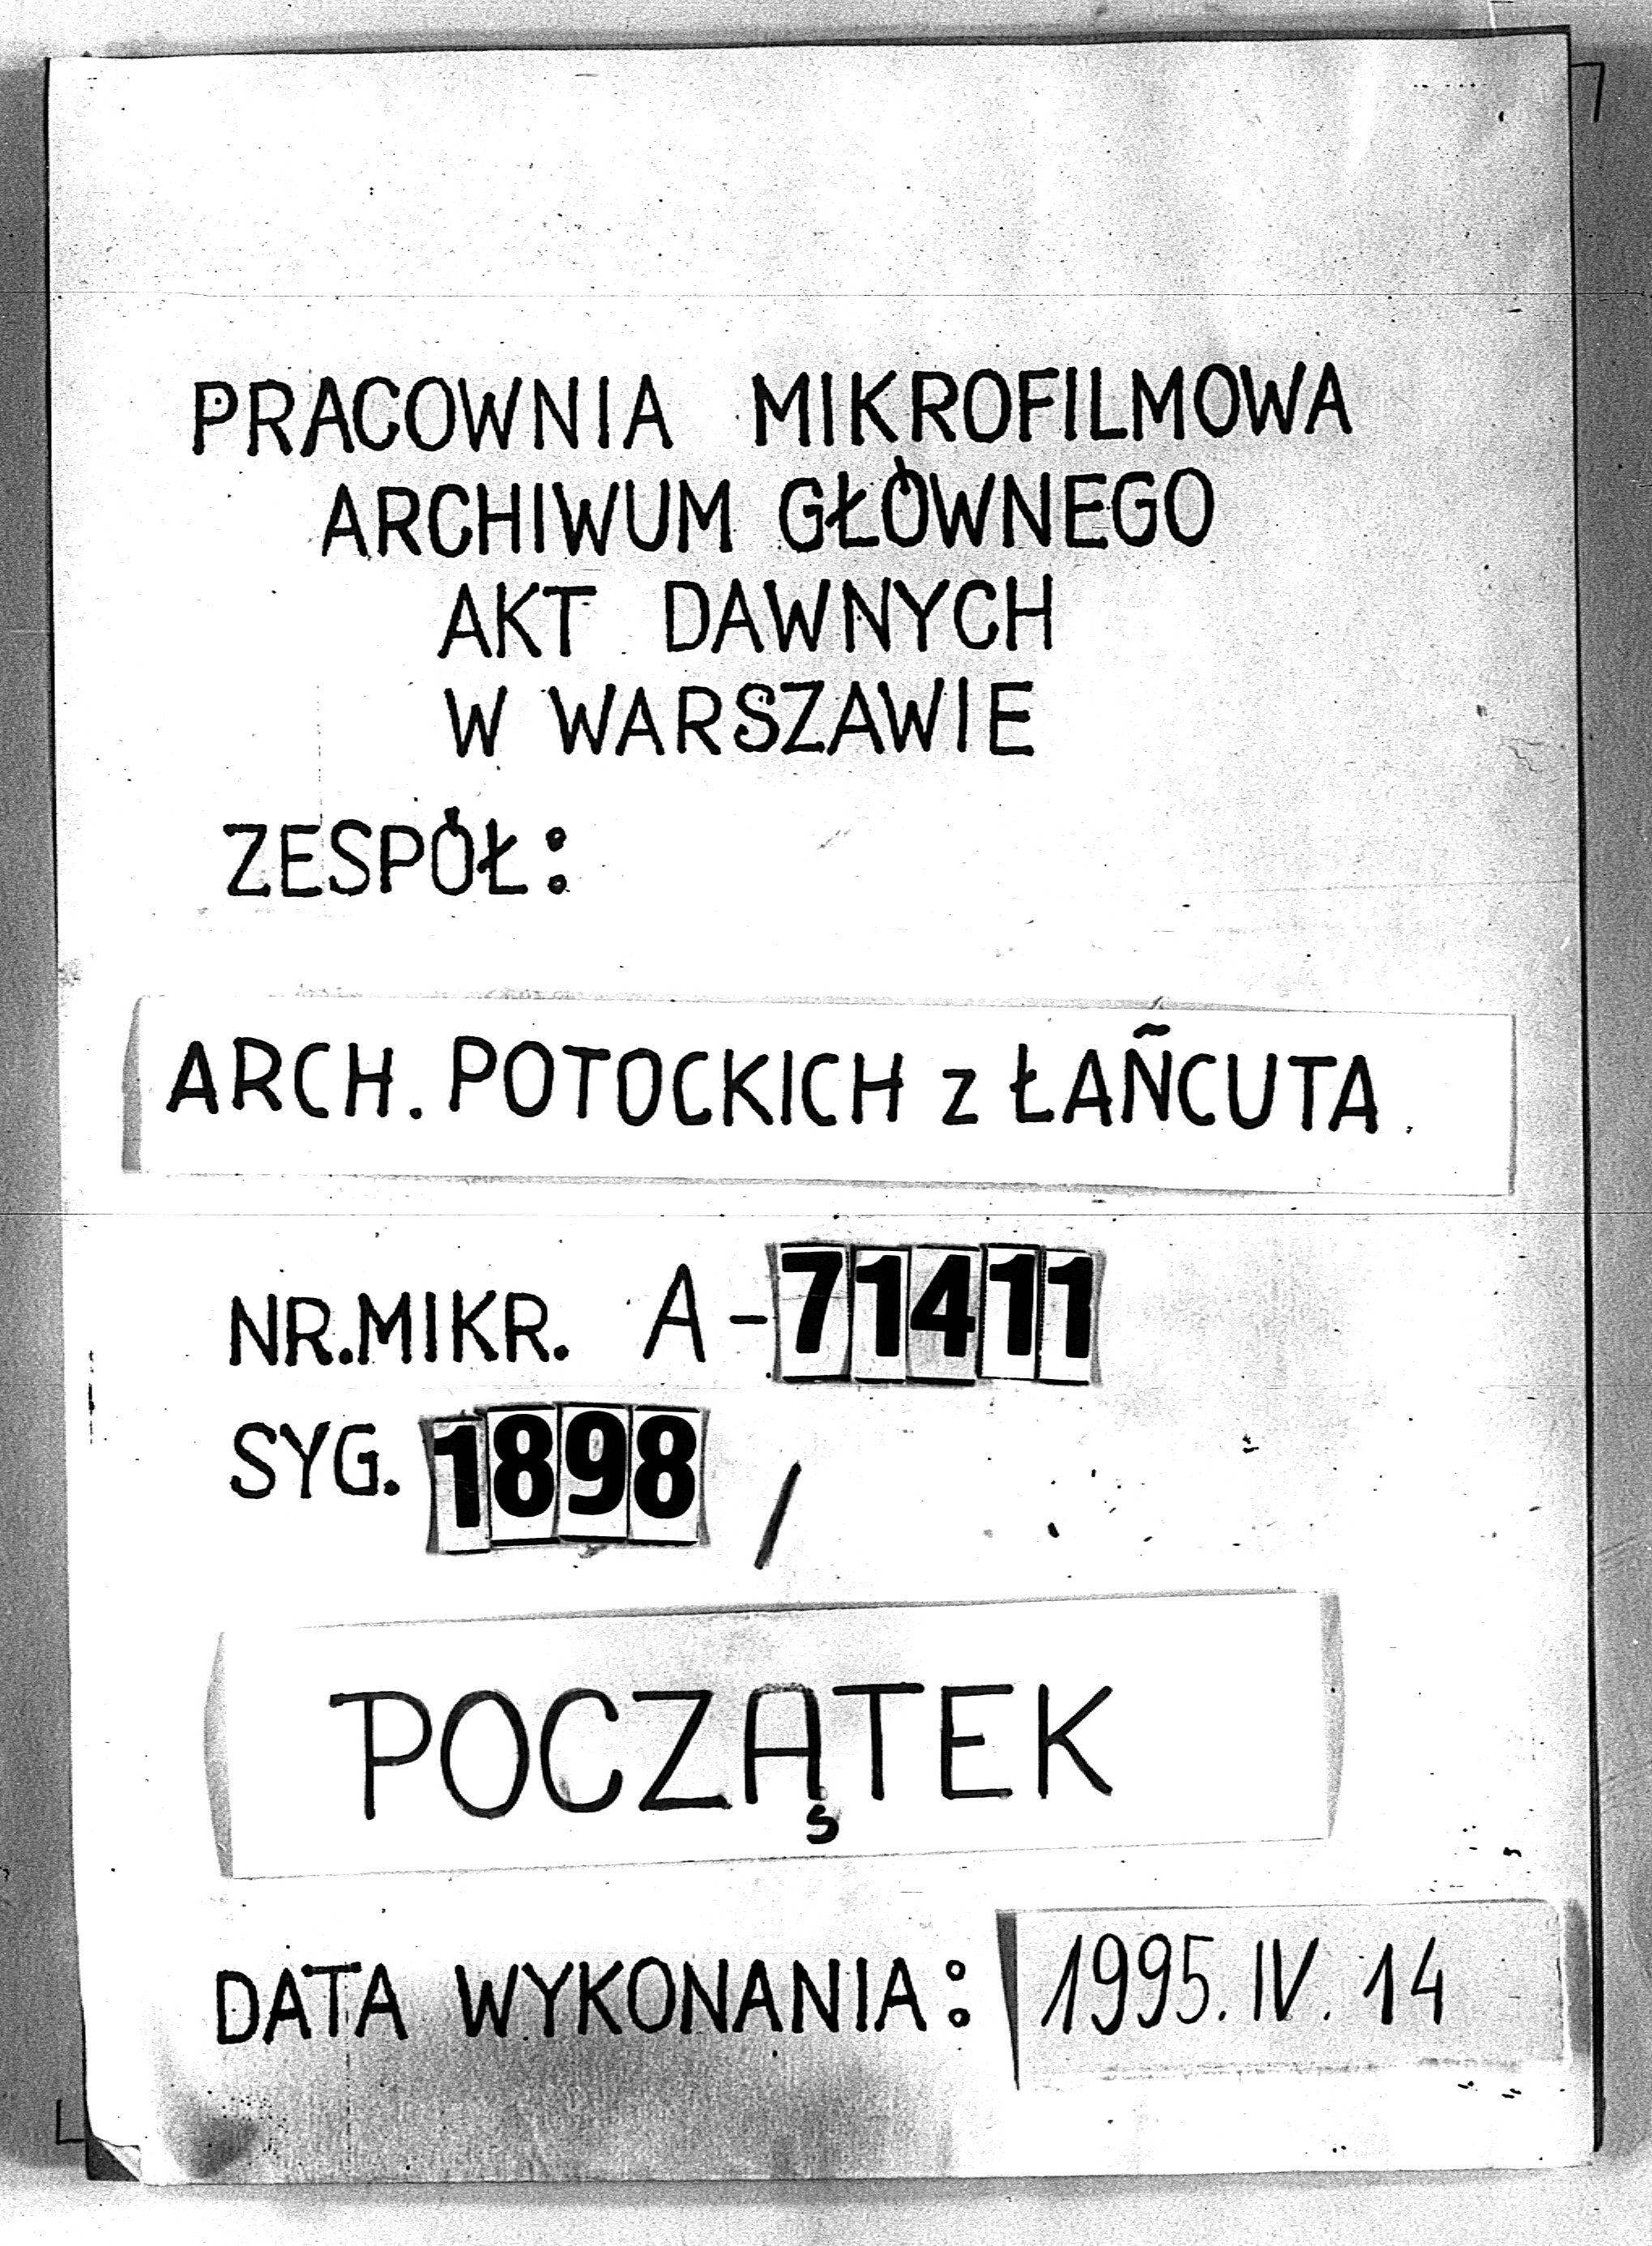 PRACOWNIA MIKROFILMOWA
ARCHIWUM GŁÓWNEGO
AKT DAWNYCH
W WARSZAWIE
ZESPÓŁ:
ARCH. POTOCKICH z ŁAÑCUTA.
NR.MIKR. A-71411
SYG. 1898 /
POCZĄTEK
DATA WYKONANIA: 1995.IV.14